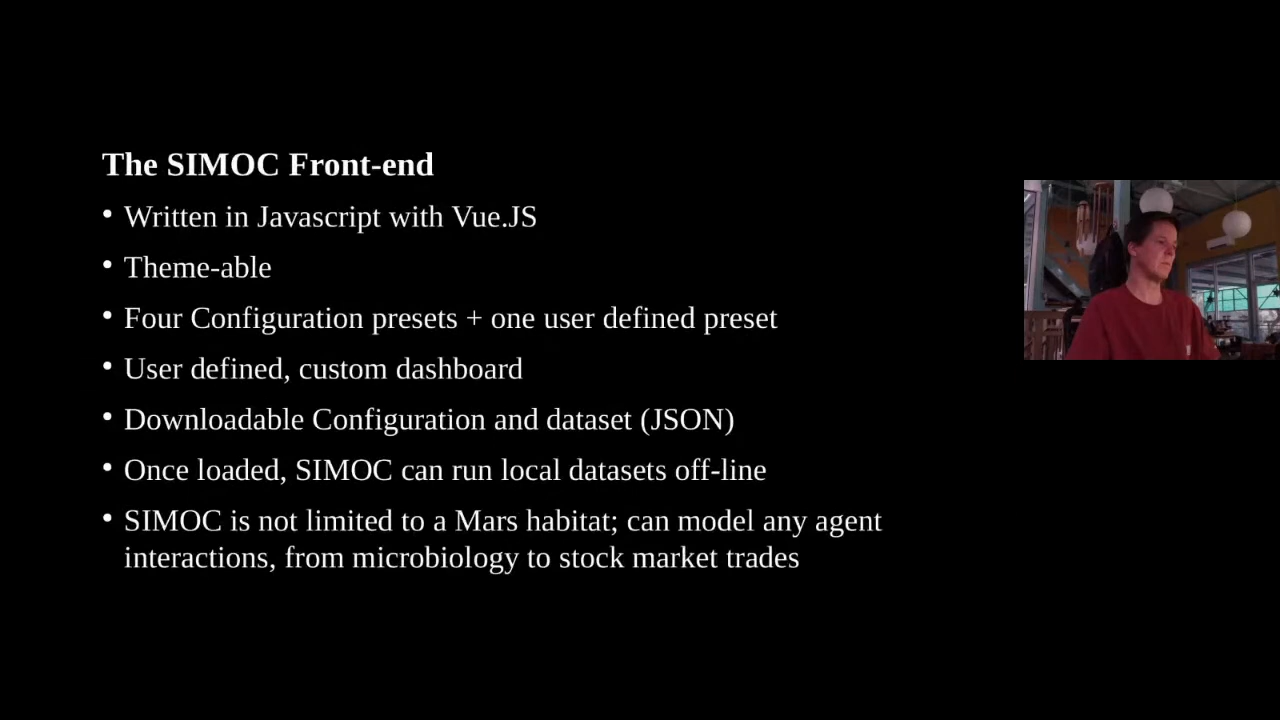 The SIMOC Front-end
• Written in Javascript with Vue.JS
• Theme-able
• Four Configuration presets + one user defined preset
• User defined, custom dashboard
• Downloadable Configuration and dataset (JSON)
• Once loaded, SIMOC can run local datasets off-line
• SIMOC is not limited to a Mars habitat; can model any agent
interactions, from microbiology to stock market trades